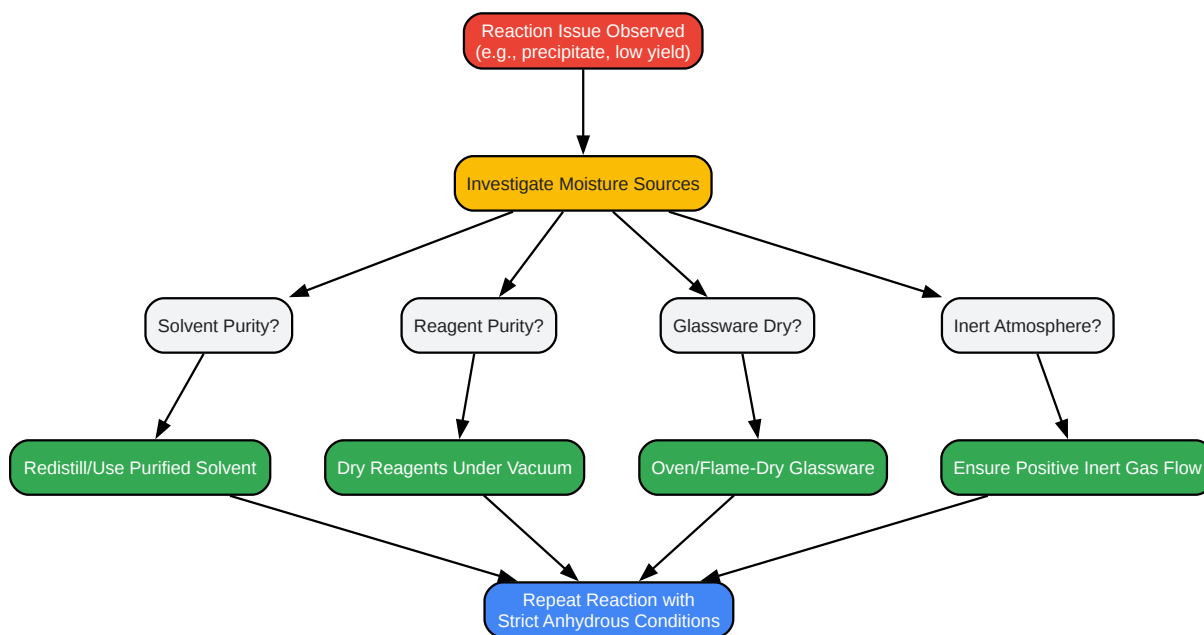 Reaction Issue Observed
(e.g., precipitate, low yield)
Investigate Moisture Sources
Solvent Purity?
Reagent Purity?
Glassware Dry?
Inert Atmosphere?
Redistill/Use Purified Solvent
Dry Reagents Under Vacuum
Oven/Flame-Dry Glassware
Ensure Positive Inert Gas Flow
Repeat Reaction with
Strict Anhydrous Conditions